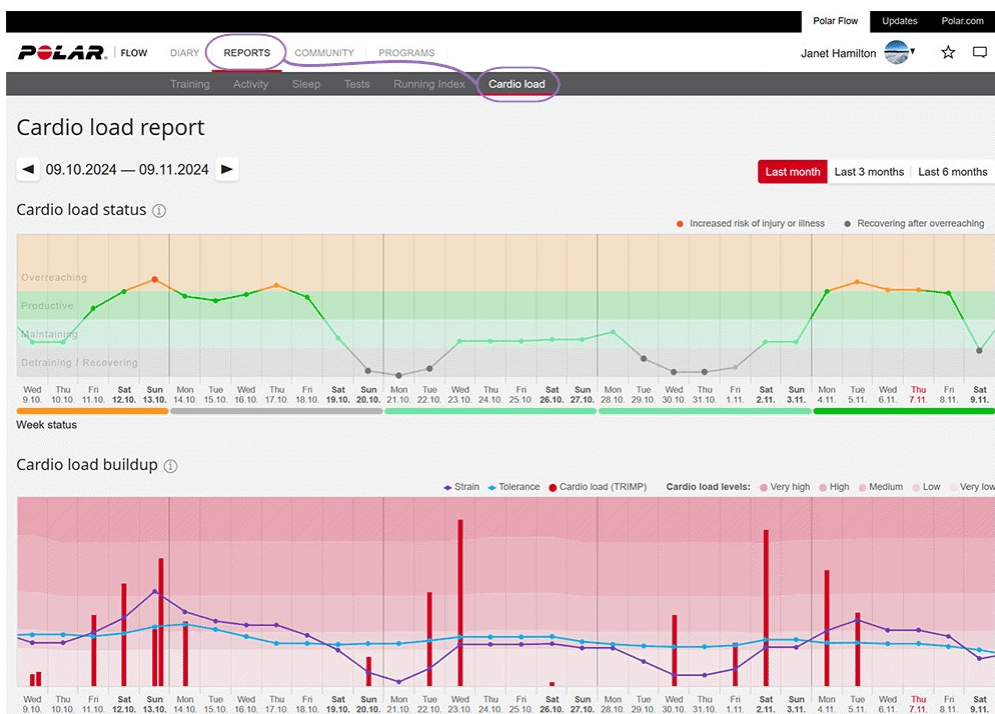 Polar Flow Updates Polar.com
POLAR. FLOW DIARY REPORTS COMMUNITY PROGRAMS Janet Hamilton
Training Activity Sleep Tests Running Index Cardio load
Cardio load report
09.10.2024 — 09.11.2024
Last month Last 3 months Last 6 months
Cardio load status
Increased risk of injury or illness Recovering after overreaching
Overreaching
Productive
Maintaining
Detraining / Recovering
Wed Thu Fri Sat Sun Mon Tue Wed Thu Fri Sat Sun Mon Tue Wed Thu Fri Sat Sun Mon Tue Wed Thu Fri Sat Sun Mon Tue Wed Thu Fri Sat
9.10. 10.10. 11.10. 12.10. 13.10. 14.10. 15.10. 16.10. 17.10. 18.10. 19.10. 20.10. 21.10. 22.10. 23.10. 24.10. 25.10. 26.10. 27.10. 28.10. 29.10. 30.10. 31.10. 1.11. 2.11. 3.11. 4.11. 5.11. 6.11. 7.11. 8.11. 9.11.
Week status
Cardio load buildup
Strain Tolerance Cardio load (TRIMP) Cardio load levels: Very high High Medium Low Very low
Wed Thu Fri Sat Sun Mon Tue Wed Thu Fri Sat Sun Mon Tue Wed Thu Fri Sat Sun Mon Tue Wed Thu Fri Sat Sun Mon Tue Wed Thu Fri Sat
9.10. 10.10. 11.10. 12.10. 13.10. 14.10. 15.10. 16.10. 17.10. 18.10. 19.10. 20.10. 21.10. 22.10. 23.10. 24.10. 25.10. 26.10. 27.10. 28.10. 29.10. 30.10. 31.10. 1.11. 2.11. 3.11. 4.11. 5.11. 6.11. 7.11. 8.11. 9.11.